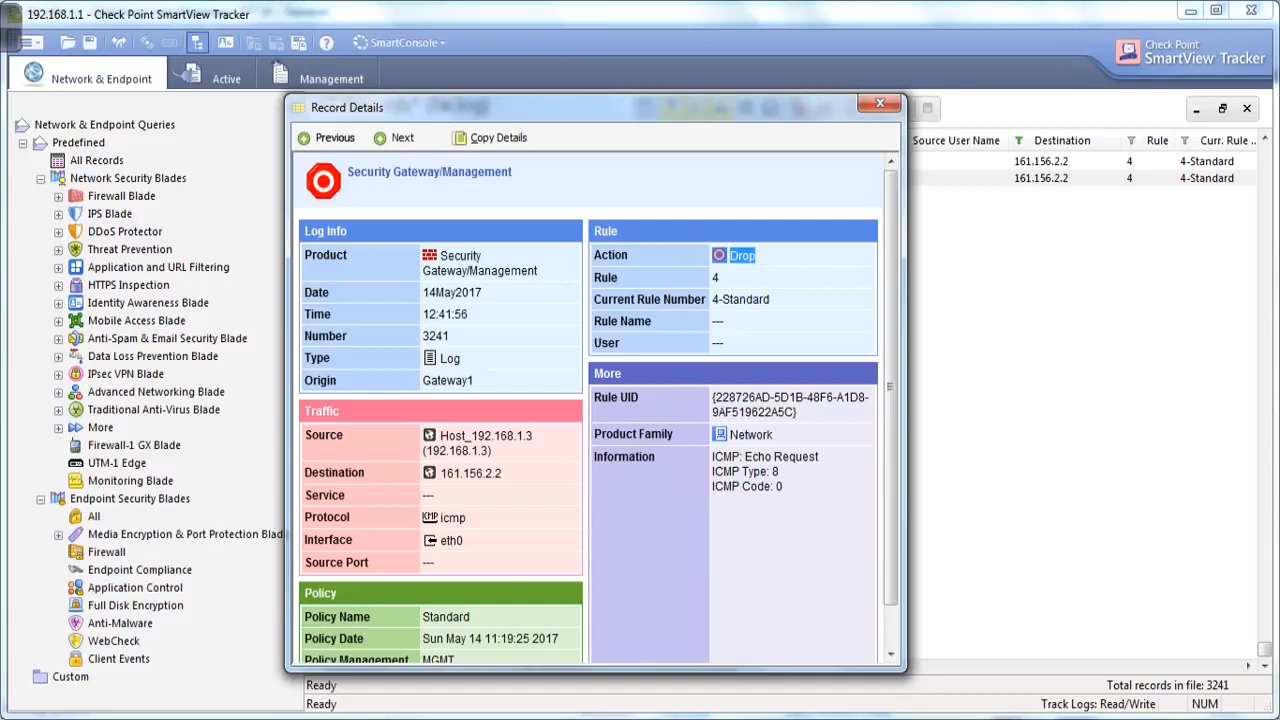 192.168.1.1 - Check Point SmartView Tracker
SmartConsole
Check Point
SmartView Tracker
Network & Endpoint
Active
Management
Network & Endpoint Queries
Predefined
All Records
Network Security Blades
Firewall Blade
IPS Blade
DDoS Protector
Threat Prevention
Application and URL Filtering
HTTPS Inspection
Identity Awareness Blade
Mobile Access Blade
Anti-Spam & Email Security Blade
Data Loss Prevention Blade
IPsec VPN Blade
Advanced Networking Blade
Traditional Anti-Virus Blade
More
Firewall-1 GX Blade
UTM-1 Edge
Monitoring Blade
Endpoint Security Blades
All
Media Encryption & Port Protection Blad
Firewall
Endpoint Compliance
Application Control
Full Disk Encryption
Anti-Malware
WebCheck
Client Events
Custom
Record Details
Previous Next Copy Details
Security Gateway/Management
Log Info
Product Security
Gateway/Management
Date 14May2017
Time 12:41:56
Number 3241
Type Log
Origin Gateway1
Traffic
Source Host_192.168.1.3
(192.168.1.3)
Destination 161.156.2.2
Service ---
Protocol ICMP icmp
Interface eth0
Source Port ---
Policy
Policy Name Standard
Policy Date Sun May 14 11:19:25 2017
Policy Management MGMT
Rule
Action Drop
Rule 4
Current Rule Number 4-Standard
Rule Name ---
User ---
More
Rule UID {228726AD-5D1B-48F6-A1D8-
9AF519622A5C}
Product Family Network
Information ICMP: Echo Request
ICMP Type: 8
ICMP Code: 0
Source User Name Destination Rule Curr. Rule ..
161.156.2.2 4 4-Standard
161.156.2.2 4 4-Standard
Ready Total records in file: 3241
Ready Track Logs: Read/Write NUM